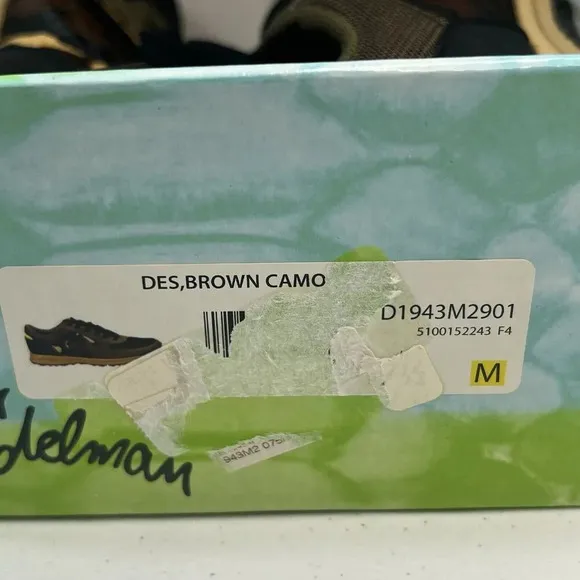 DES,BROWN CAMO
D1943M2901
5100152243 F4
M
delman
943M2 075